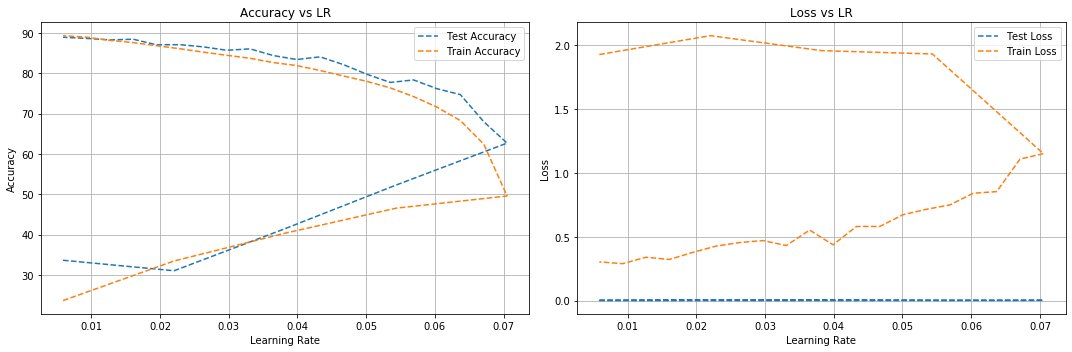 Accuracy vs LR
Test Accuracy
Train Accuracy
Accuracy
90
80
70
60
50
40
30
0.01 0.02 0.03 0.04 0.05 0.06 0.07
Learning Rate
Loss vs LR
Test Loss
Train Loss
Loss
2.0
1.5
1.0
0.5
0.0
0.01 0.02 0.03 0.04 0.05 0.06 0.07
Learning Rate